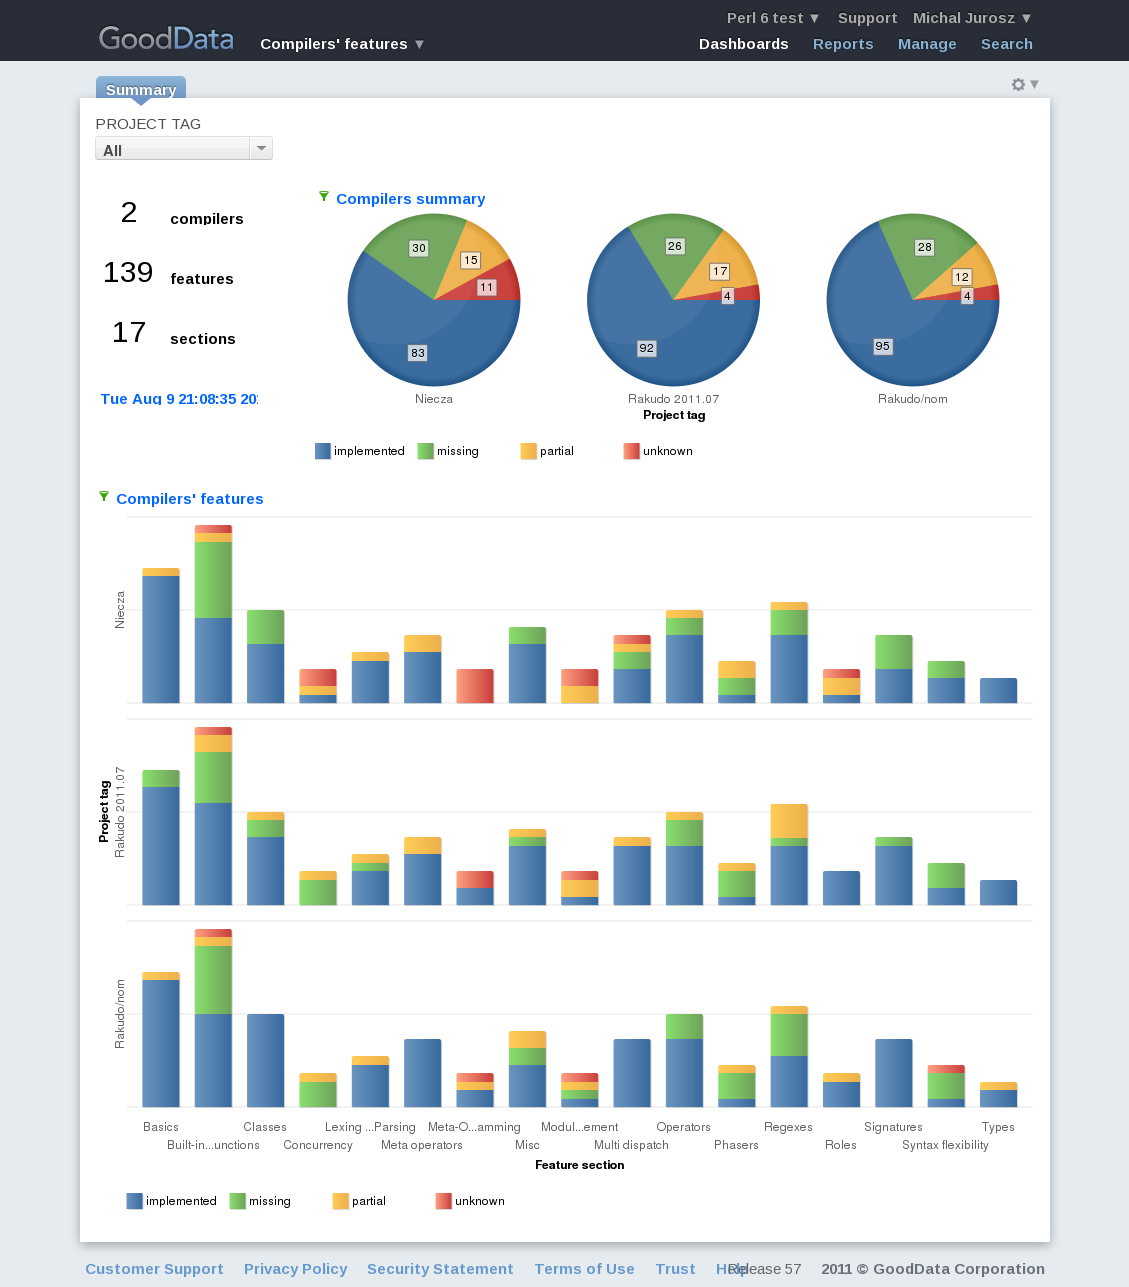 Perl 6 test ▼ Support Michal Jurosz ▼
GoodData Compilers' features ▼ Dashboards Reports Manage Search
Summary
PROJECT TAG
All
2 compilers
139 features
17 sections
Tue Aug 9 21:08:35 20
Compilers summary
30 15 11 83
26 17 4 92
28 12 4 95
Niecza Rakudo 2011.07 Rakudo/nom
Project tag
implemented missing partial unknown
Compilers' features
Niecza
Project tag
Rakudo 2011.07
Rakudo/nom
Basics Classes Lexing ...Parsing Meta-O...amming Modul...ement Operators Regexes Signatures Types
Built-in...unctions Concurrency Meta operators Misc Multi dispatch Phasers Roles Syntax flexibility
Feature section
implemented missing partial unknown
Customer Support Privacy Policy Security Statement Terms of Use Trust Help Release 57 2011 © GoodData Corporation